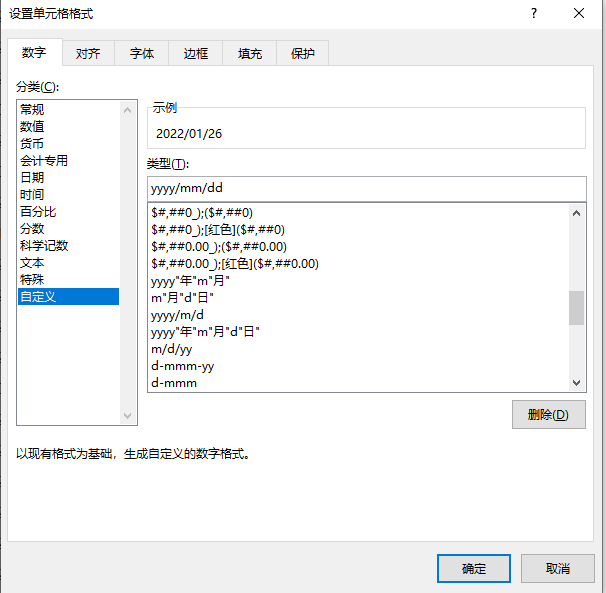 设置单元格格式
?
数字 对齐 字体 边框 填充 保护
分类(C):
常规
数值
货币
会计专用
日期
时间
百分比
分数
科学记数
文本
特殊
自定义
示例
2022/01/26
类型(T):
yyyy/mm/dd
$#,##0_);($#,##0)
$#,##0_);[红色]($#,##0)
$#,##0.00_);($#,##0.00)
$#,##0.00_);[红色]($#,##0.00)
yyyy"年"m"月"
m"月"d"日"
yyyy/m/d
yyyy"年"m"月"d"日"
m/d/yy
d-mmm-yy
d-mmm
删除(D)
以现有格式为基础，生成自定义的数字格式。
确定 取消